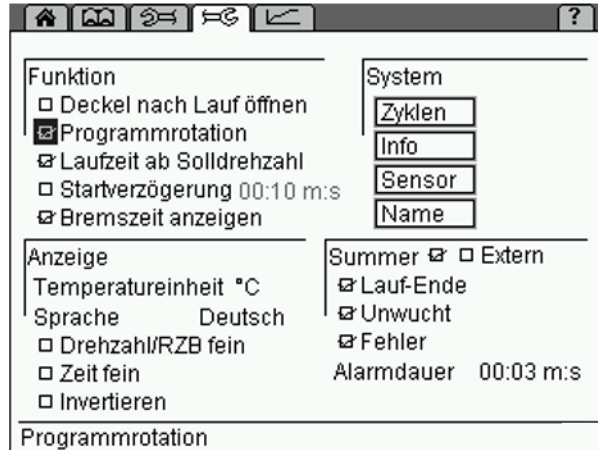 ?
Funktion
Deckel nach Lauf öffnen
Programmrotation
Laufzeit ab Solldrehzahl
Startverzögerung 00:10 m:s
Bremszeit anzeigen
System
Zyklen
Info
Sensor
Name
Anzeige
Temperatureinheit °C
Sprache Deutsch
Drehzahl/RZB fein
Zeit fein
Invertieren
Summer Extern
Lauf-Ende
Unwucht
Fehler
Alarmdauer 00:03 m:s
Programmrotation